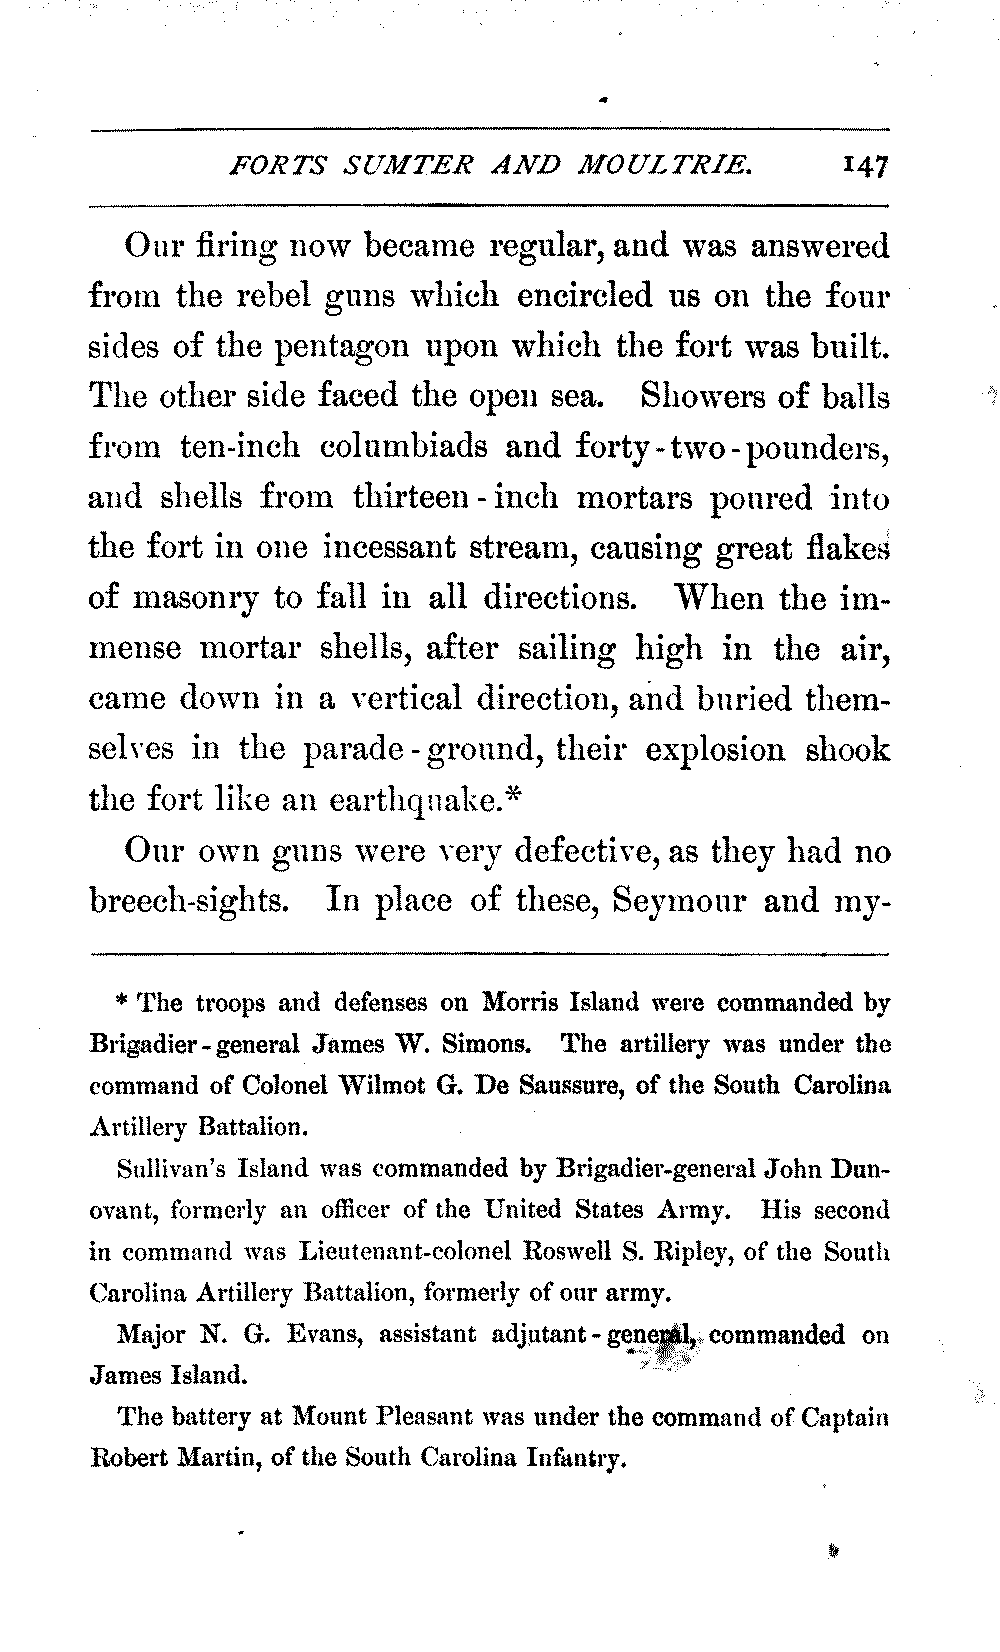 FORTS SUMTER AND MOULTRIE. 147
Our firing now became regular, and was answered
from the rebel guns which encircled us on the four
sides of the pentagon upon which the fort was built.
The other side faced the open sea. Showers of balls
from ten-inch columbiads and forty-two-pounders,
and shells from thirteen-inch mortars poured into
the fort in one incessant stream, causing great flakes
of masonry to fall in all directions. When the im-
mense mortar shells, after sailing high in the air,
came down in a vertical direction, and buried them-
selves in the parade-ground, their explosion shook
the fort like an earthquake.*
Our own guns were very defective, as they had no
breech-sights. In place of these, Seymour and my-
* The troops and defenses on Morris Island were commanded by
Brigadier-general James W. Simons. The artillery was under the
command of Colonel Wilmot G. De Saussure, of the South Carolina
Artillery Battalion.
Sullivan's Island was commanded by Brigadier-general John Dun-
ovant, formerly an officer of the United States Army. His second
in command was Lieutenant-colonel Roswell S. Ripley, of the South
Carolina Artillery Battalion, formerly of our army.
Major N. G. Evans, assistant adjutant-general, commanded on
James Island.
The battery at Mount Pleasant was under the command of Captain
Robert Martin, of the South Carolina Infantry.